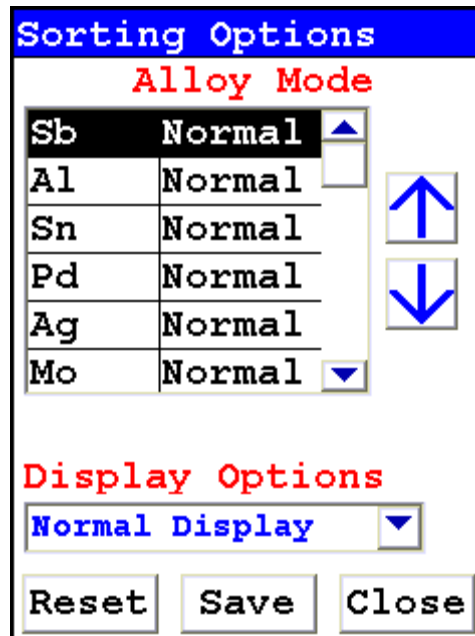 Sorting Options
Alloy Mode
Sb Normal
Al Normal
Sn Normal
Pd Normal
Ag Normal
Mo Normal
Display Options
Normal Display
Reset Save Close